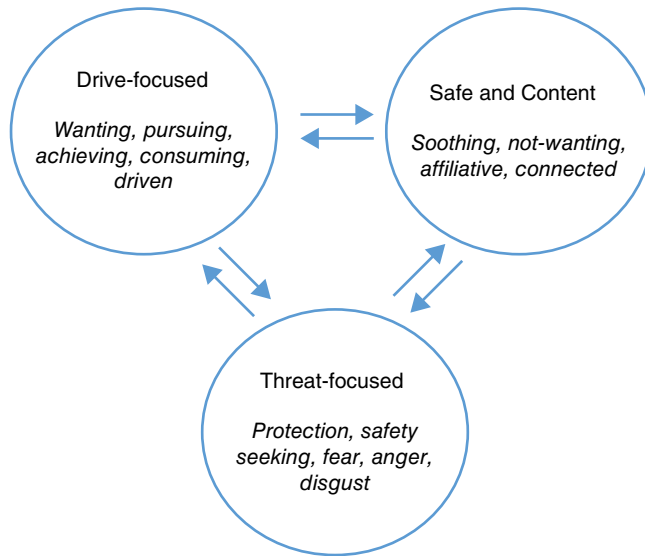 Drive-focused
Wanting, pursuing,
achieving, consuming,
driven
Safe and Content
Soothing, not-wanting,
affiliative, connected
Threat-focused
Protection, safety
seeking, fear, anger,
disgust